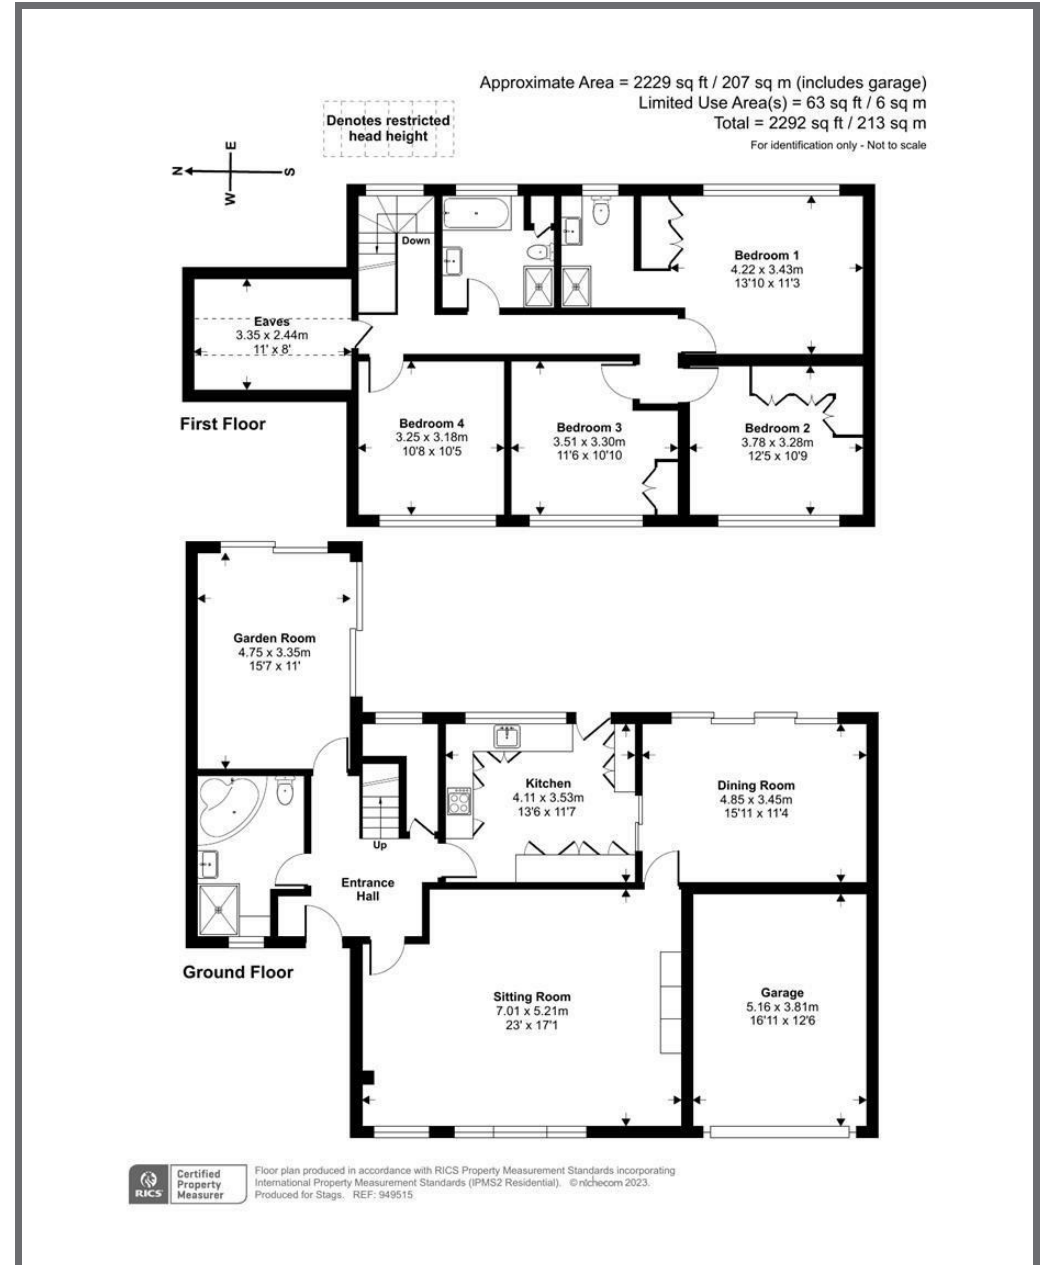 Approximate Area = 2229 sq ft / 207 sq m (includes garage)
Limited Use Area(s) = 63 sq ft / 6 sq m
Total = 2292 sq ft / 213 sq m
For identification only - Not to scale
Denotes restricted
head height
N
E
S
W
Down
Bedroom 1
4.22 x 3.43m
13'10 x 11'3
Eaves
3.35 x 2.44m
11' x 8'
First Floor
Bedroom 4
3.25 x 3.18m
10'8 x 10'5
Bedroom 3
3.51 x 3.30m
11'6 x 10'10
Bedroom 2
3.78 x 3.28m
12'5 x 10'9
Garden Room
4.75 x 3.35m
15'7 x 11'
Kitchen
4.11 x 3.53m
13'6 x 11'7
Dining Room
4.85 x 3.45m
15'11 x 11'4
Up
Entrance
Hall
Ground Floor
Sitting Room
7.01 x 5.21m
23' x 17'1
Garage
5.16 x 3.81m
16'11 x 12'6
RICS
Certified
Property
Measurer
Floor plan produced in accordance with RICS Property Measurement Standards incorporating
International Property Measurement Standards (IPMS2 Residential). © nichecom 2023.
Produced for Stags. REF: 949515